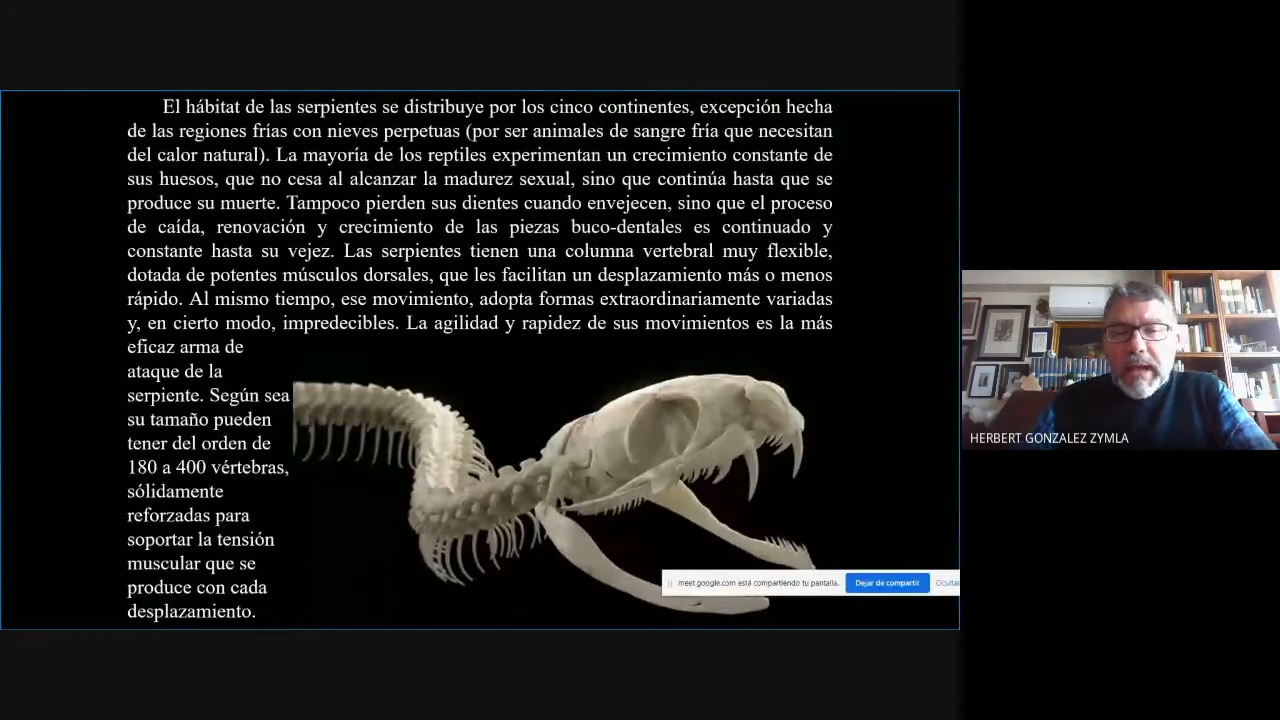 El hábitat de las serpientes se distribuye por los cinco continentes, excepción hecha
de las regiones frías con nieves perpetuas (por ser animales de sangre fría que necesitan
del calor natural). La mayoría de los reptiles experimentan un crecimiento constante de
sus huesos, que no cesa al alcanzar la madurez sexual, sino que continúa hasta que se
produce su muerte. Tampoco pierden sus dientes cuando envejecen, sino que el proceso
de caída, renovación y crecimiento de las piezas buco-dentales es continuado y
constante hasta su vejez. Las serpientes tienen una columna vertebral muy flexible,
dotada de potentes músculos dorsales, que les facilitan un desplazamiento más o menos
rápido. Al mismo tiempo, ese movimiento, adopta formas extraordinariamente variadas
y, en cierto modo, impredecibles. La agilidad y rapidez de sus movimientos es la más
eficaz arma de
ataque de la
serpiente. Según sea
su tamaño pueden
tener del orden de
180 a 400 vértebras,
sólidamente
reforzadas para
soportar la tensión
muscular que se
produce con cada
desplazamiento.
meet.google.com está compartiendo tu pantalla.
Dejar de compartir
HERBERT GONZALEZ ZYMLA